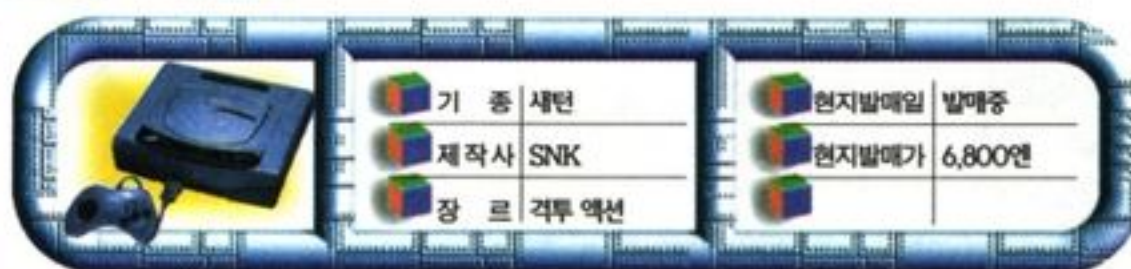 기 종 새턴
제작사 SNK
장 르 격투 액션
현지발매일 발매중
현지발매가 6,800엔